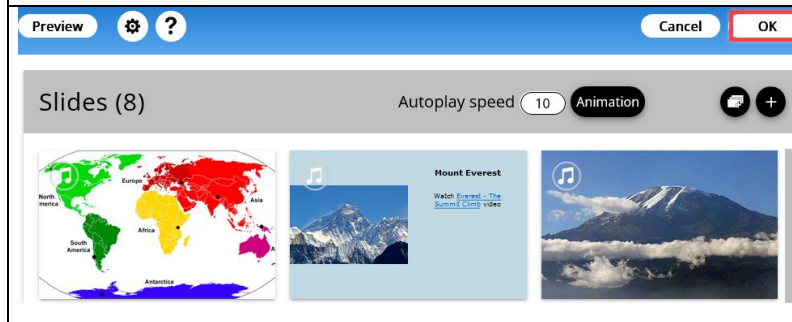 Preview
?
Cancel
OK
Slides (8)
Autoplay speed
10
Animation
+
North
merica
Europe
Asia
Africa
South
America
A
Antarctica
Mount Everest
Watch Everest - The
Summit Climb video